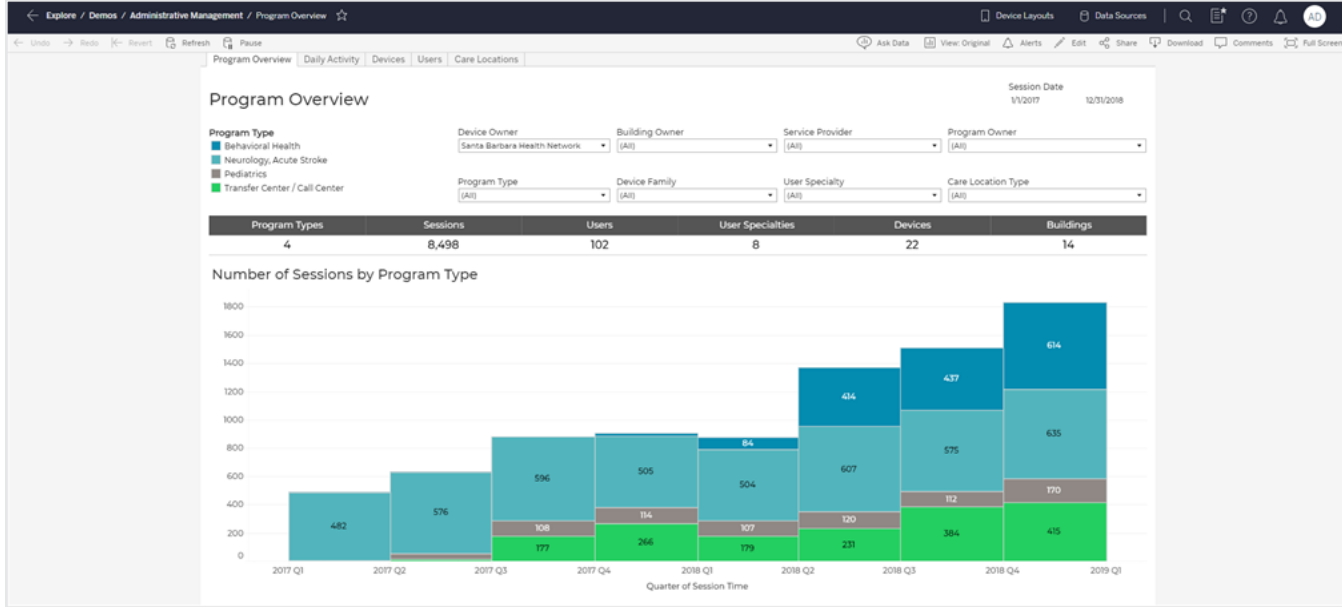 Explore / Demos / Administrative Management / Program Overview
Device Layouts Data Sources AD
Undo Redo Revert Refresh Pause
Ask Data View: Original Alerts Edit Share Download Comments Full Screen
Program Overview Daily Activity Devices Users Care Locations
Program Overview
Session Date
1/1/2017 12/31/2018
Program Type
Behavioral Health
Neurology, Acute Stroke
Pediatrics
Transfer Center / Call Center
Device Owner Building Owner Service Provider Program Owner
Santa Barbara Health Network (All) (All) (All)
Program Type Device Family User Specialty Care Location Type
(All) (All) (All) (All)
Program Types Sessions Users User Specialties Devices Buildings
4 8,498 102 8 22 14
Number of Sessions by Program Type
1800
1600
614
1400
437
1200
414
1000
635
800
84
575
607
600
596 505 504
576
170
400
482
112
120
114
108 107
415
384
200
266
231
177 179
0
2017 Q1 2017 Q2 2017 Q3 2017 Q4 2018 Q1 2018 Q2 2018 Q3 2018 Q4 2019 Q1
Quarter of Session Time